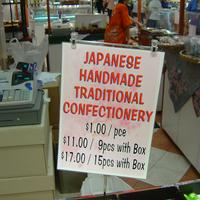 JAPANESE
HANDMADE
TRADITIONAL
CONFECTIONERY
$1.00 / pce
$11.00 / 9pcs with Box
$17.00 / 15pcs with Box